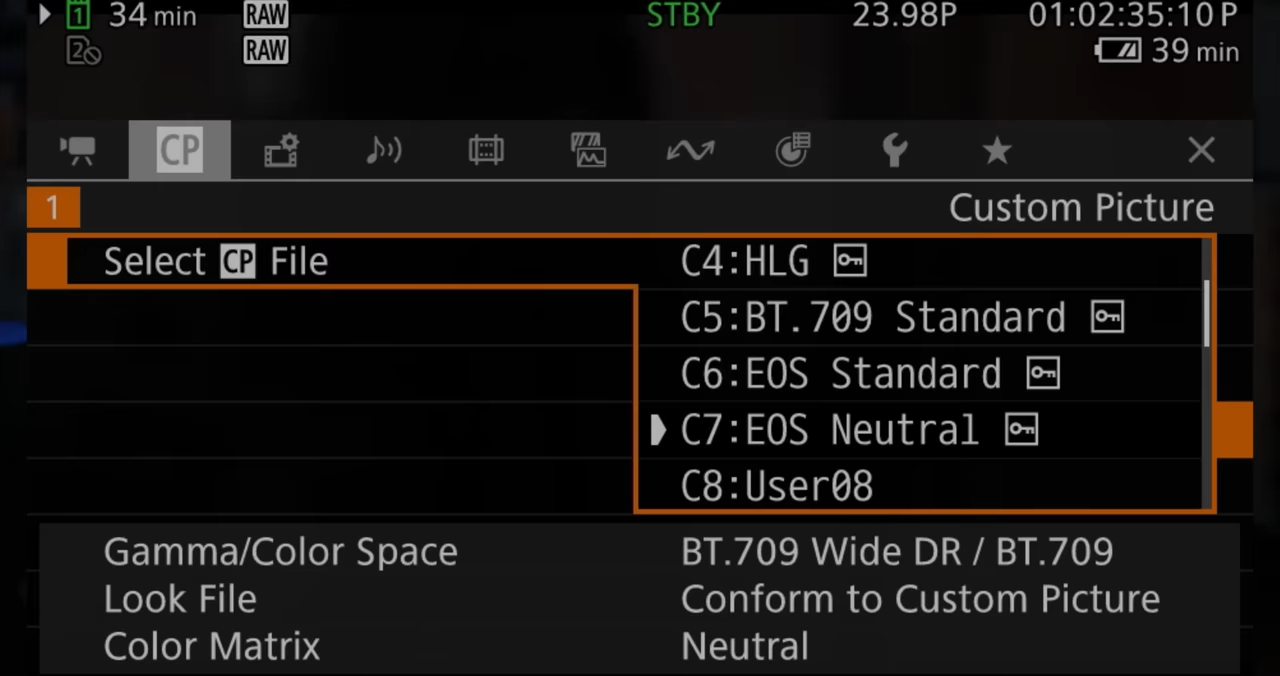 1 34 min RAW STBY 23.98P 01:02:35:10 P
2 RAW 39 min
CP
1 Custom Picture
Select CP File
C4:HLG
C5:BT.709 Standard
C6:EOS Standard
C7:EOS Neutral
C8:User08
Gamma/Color Space BT.709 Wide DR / BT.709
Look File Conform to Custom Picture
Color Matrix Neutral